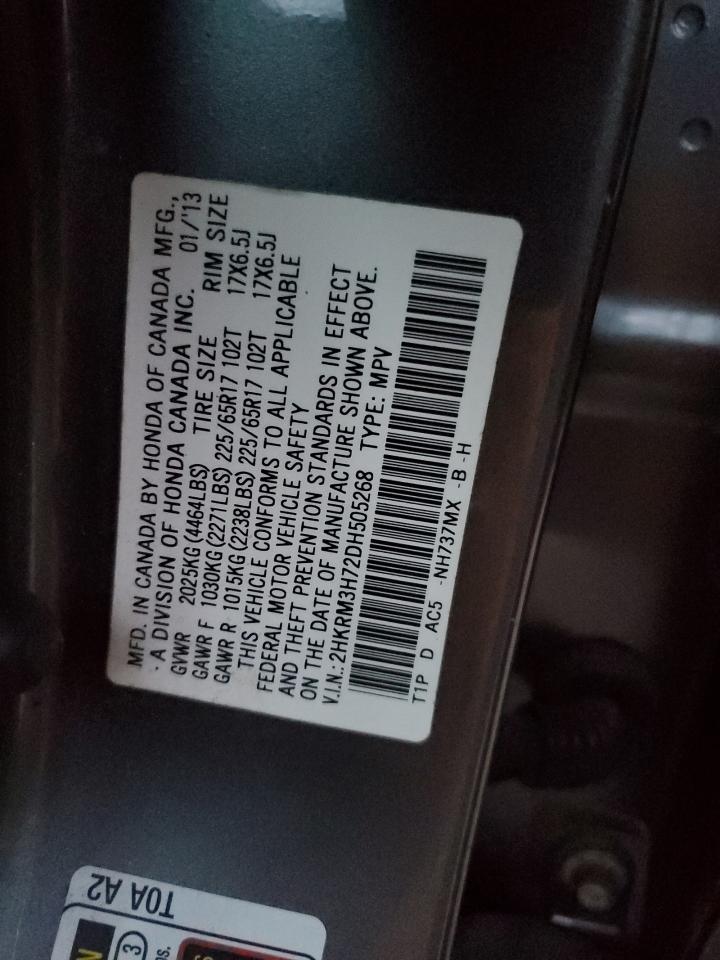 MFD. IN CANADA BY HONDA OF CANADA MFG.,
A DIVISION OF HONDA CANADA INC. 01/'13
GVWR 2025KG(4464LBS) TIRE SIZE RIM SIZE
GAWR F 1030KG(2271LBS) 225/65R17 102T 17X6.5J
GAWR R 1015KG(2238LBS) 225/65R17 102T 17X6.5J
THIS VEHICLE CONFORMS TO ALL APPLICABLE
FEDERAL MOTOR VEHICLE SAFETY
AND THEFT PREVENTION STANDARDS IN EFFECT
ON THE DATE OF MANUFACTURE SHOWN ABOVE.
V.I.N.: 2HKRM3H72DH505268 TYPE: MPV
T1P D AC5 -NH737MX -B -H
T0A A2
3